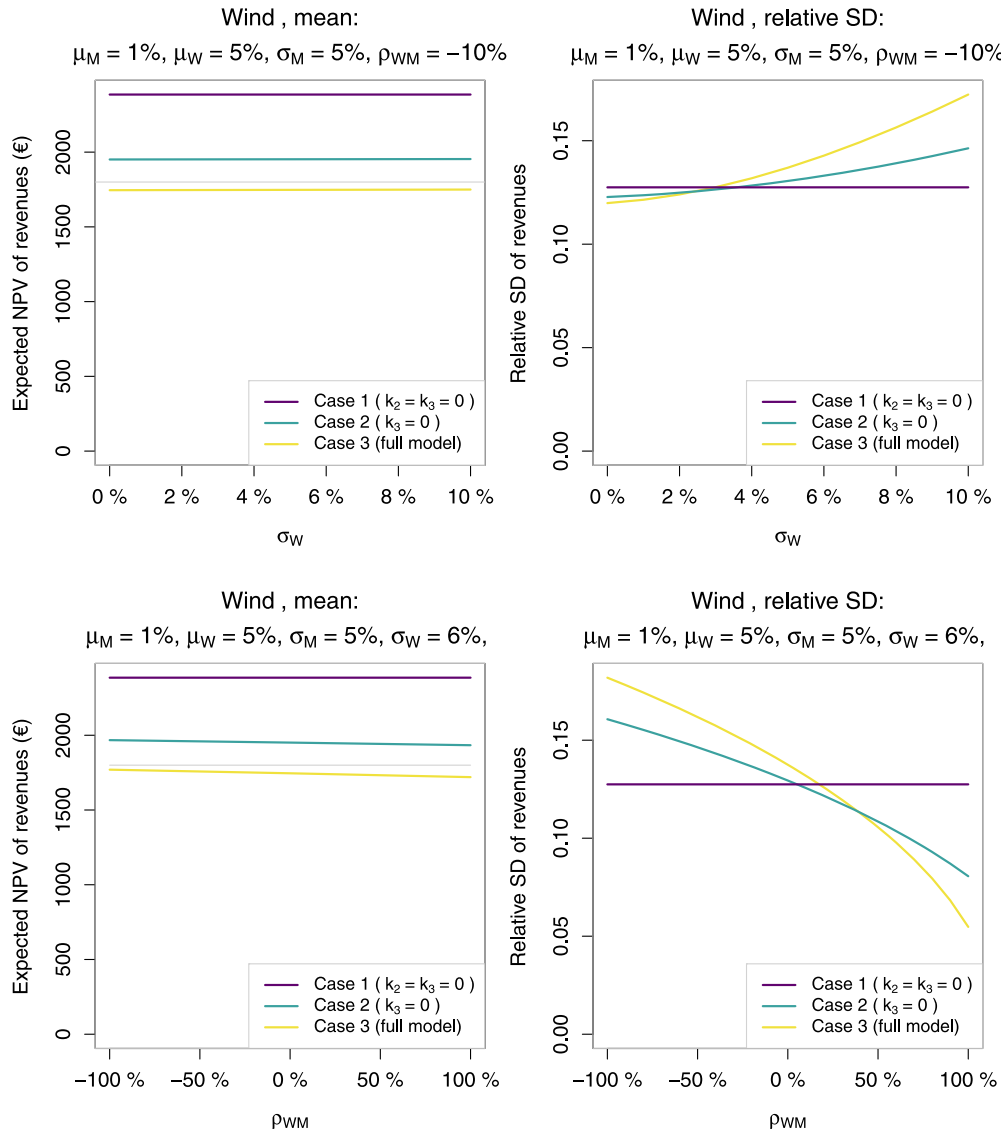 Wind , mean:
μM = 1%, μW = 5%, σM = 5%, ρWM = −10%
Expected NPV of revenues (€)
2000
1500
1000
500
0
Case 1 ( k2 = k3 = 0 )
Case 2 ( k3 = 0 )
Case 3 (full model)
0 % 2 % 4 % 6 % 8 % 10 %
σW
Wind , relative SD:
μM = 1%, μW = 5%, σM = 5%, ρWM = −10%
Relative SD of revenues
0.15
0.10
0.05
0.00
Case 1 ( k2 = k3 = 0 )
Case 2 ( k3 = 0 )
Case 3 (full model)
0 % 2 % 4 % 6 % 8 % 10 %
σW
Wind , mean:
μM = 1%, μW = 5%, σM = 5%, σW = 6%,
Expected NPV of revenues (€)
2000
1500
1000
500
0
Case 1 ( k2 = k3 = 0 )
Case 2 ( k3 = 0 )
Case 3 (full model)
−100 % −50 % 0 % 50 % 100 %
ρWM
Wind , relative SD:
μM = 1%, μW = 5%, σM = 5%, σW = 6%,
Relative SD of revenues
0.15
0.10
0.05
0.00
Case 1 ( k2 = k3 = 0 )
Case 2 ( k3 = 0 )
Case 3 (full model)
−100 % −50 % 0 % 50 % 100 %
ρWM